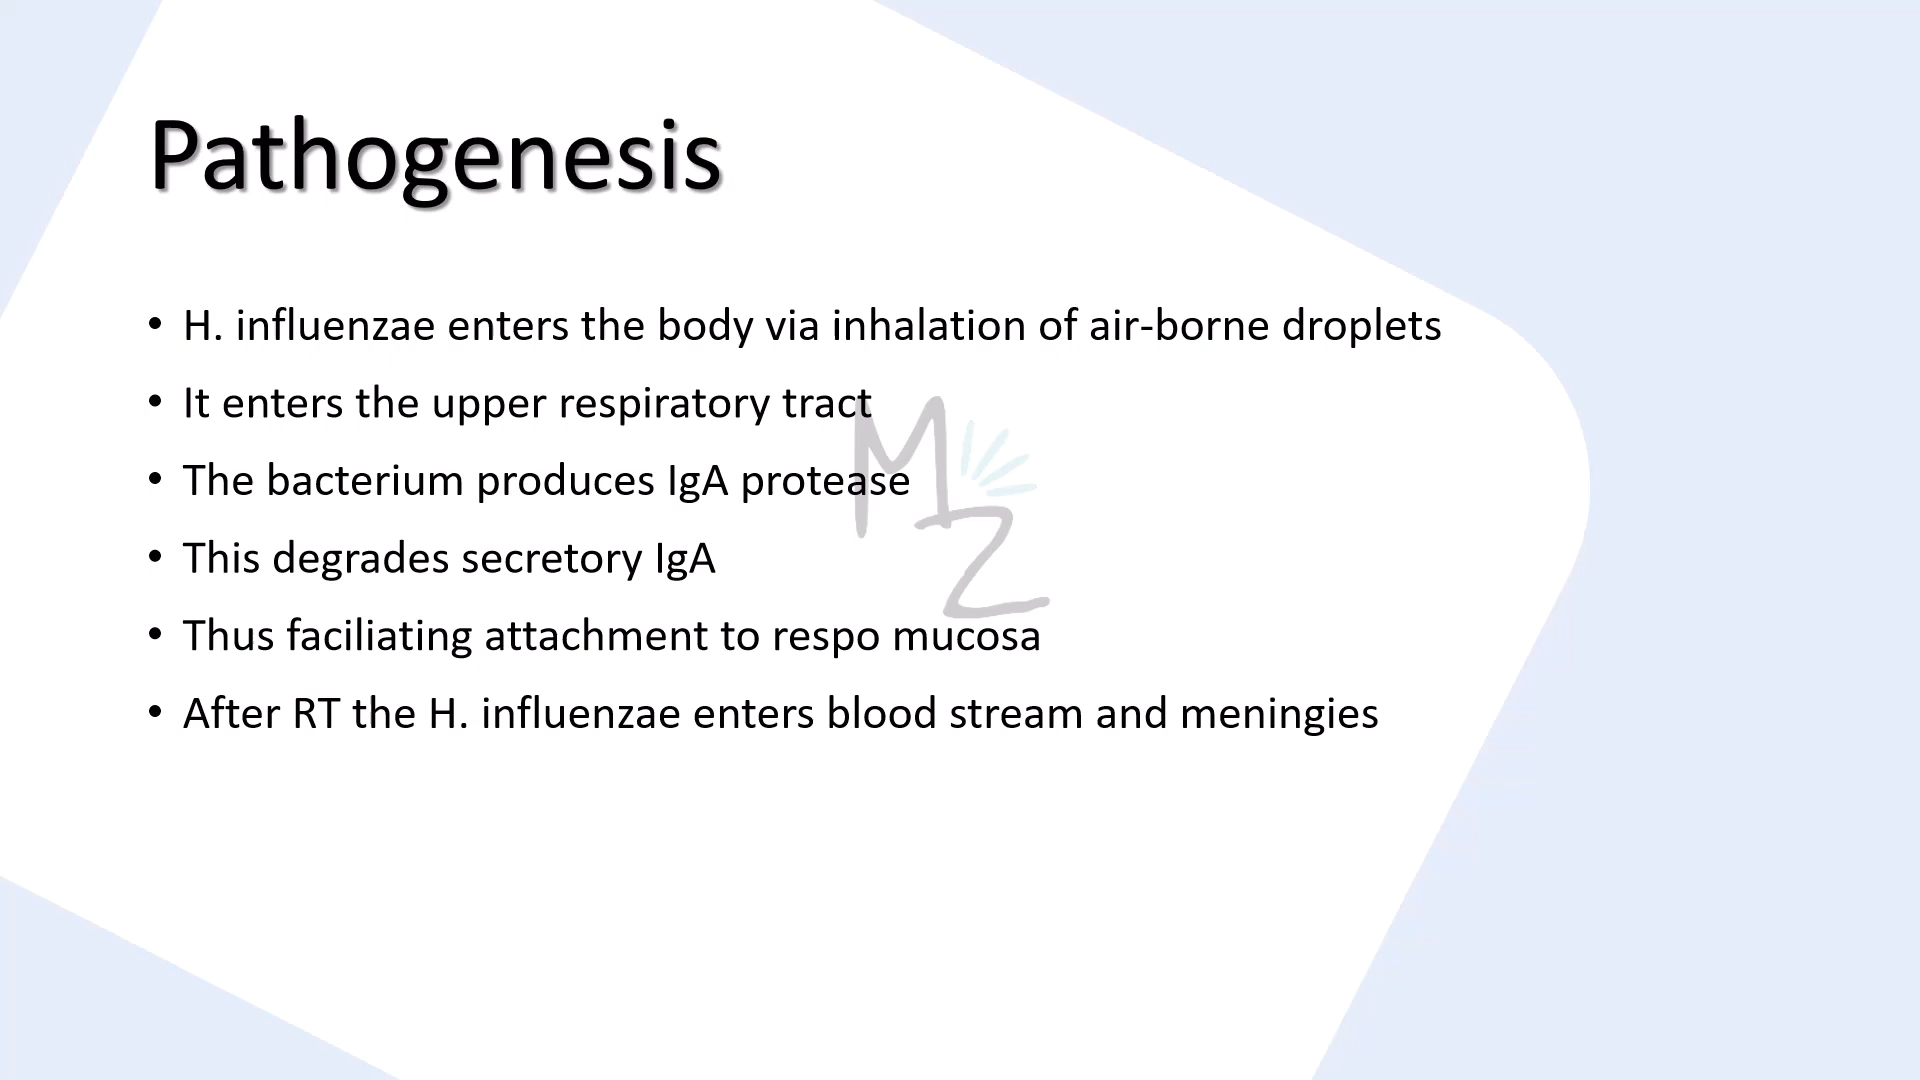 Pathogenesis
• H. influenzae enters the body via inhalation of air-borne droplets
• It enters the upper respiratory tract
• The bacterium produces IgA protease
• This degrades secretory IgA
• Thus faciliating attachment to respo mucosa
• After RT the H. influenzae enters blood stream and meningies
MZ